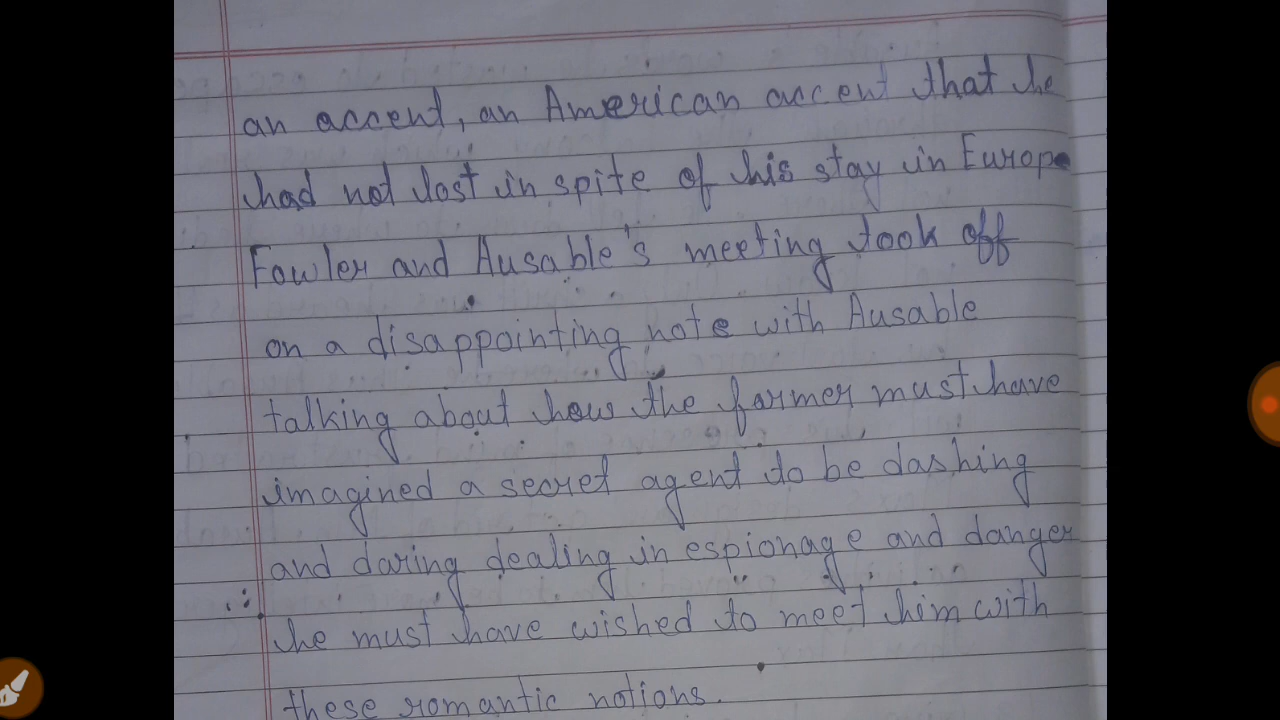 an accent, an American accent that he
had not lost in spite of his stay in Europe
Fowler and Ausable's meeting took off
on a disappointing note with Ausable
talking about how the farmer must have
imagined a secret agent to be dashing
and daring dealing in espionage and danger
he must have wished to meet him with
these romantic notions.